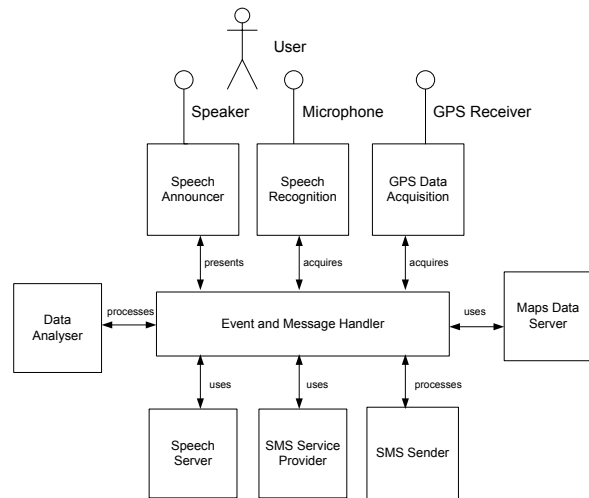 User
Speaker
Microphone
GPS Receiver
Speech
Announcer
Speech
Recognition
GPS Data
Acquisition
presents
acquires
acquires
Data
Analyser
processes
Event and Message Handler
uses
Maps Data
Server
uses
uses
processes
Speech
Server
SMS Service
Provider
SMS Sender